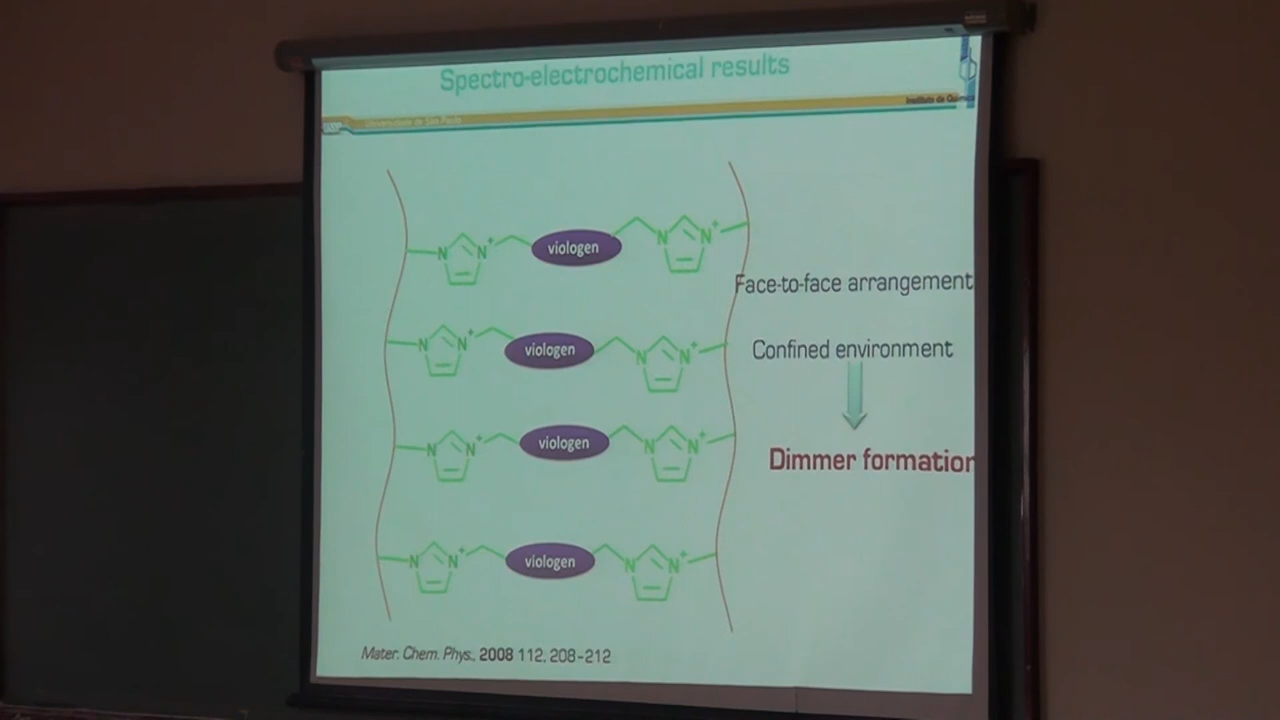 Spectro-electrochemical results
Universidade de São Paulo
Instituto de
N N+ viologen N N+
Face-to-face arrangement
N N+ viologen N N+
Confined environment
N N+ viologen N N+
Dimmer formation
N N+ viologen N N+
Mater. Chem. Phys., 2008 112, 208-212